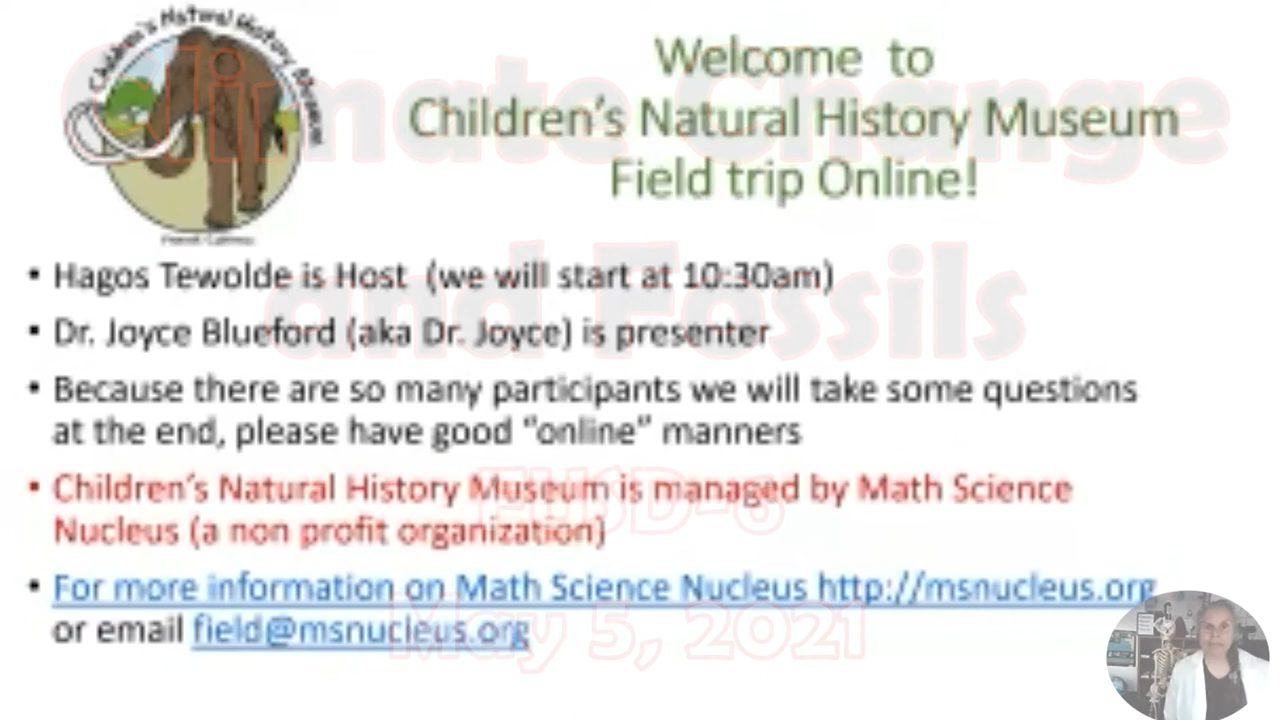 Children's Natural History Museum
Welcome to
Children's Natural History Museum
Field trip Online!
• Hagos Tewolde is Host (we will start at 10:30am)
• Dr. Joyce Blueford (aka Dr. Joyce) is presenter
• Because there are so many participants we will take some questions
at the end, please have good “online” manners
• Children's Natural History Museum is managed by Math Science
Nucleus (a non profit organization)
• For more information on Math Science Nucleus http://msnucleus.org
or email field@msnucleus.org
Climate Change
and Fossils
FUSD-6
May 5, 2021